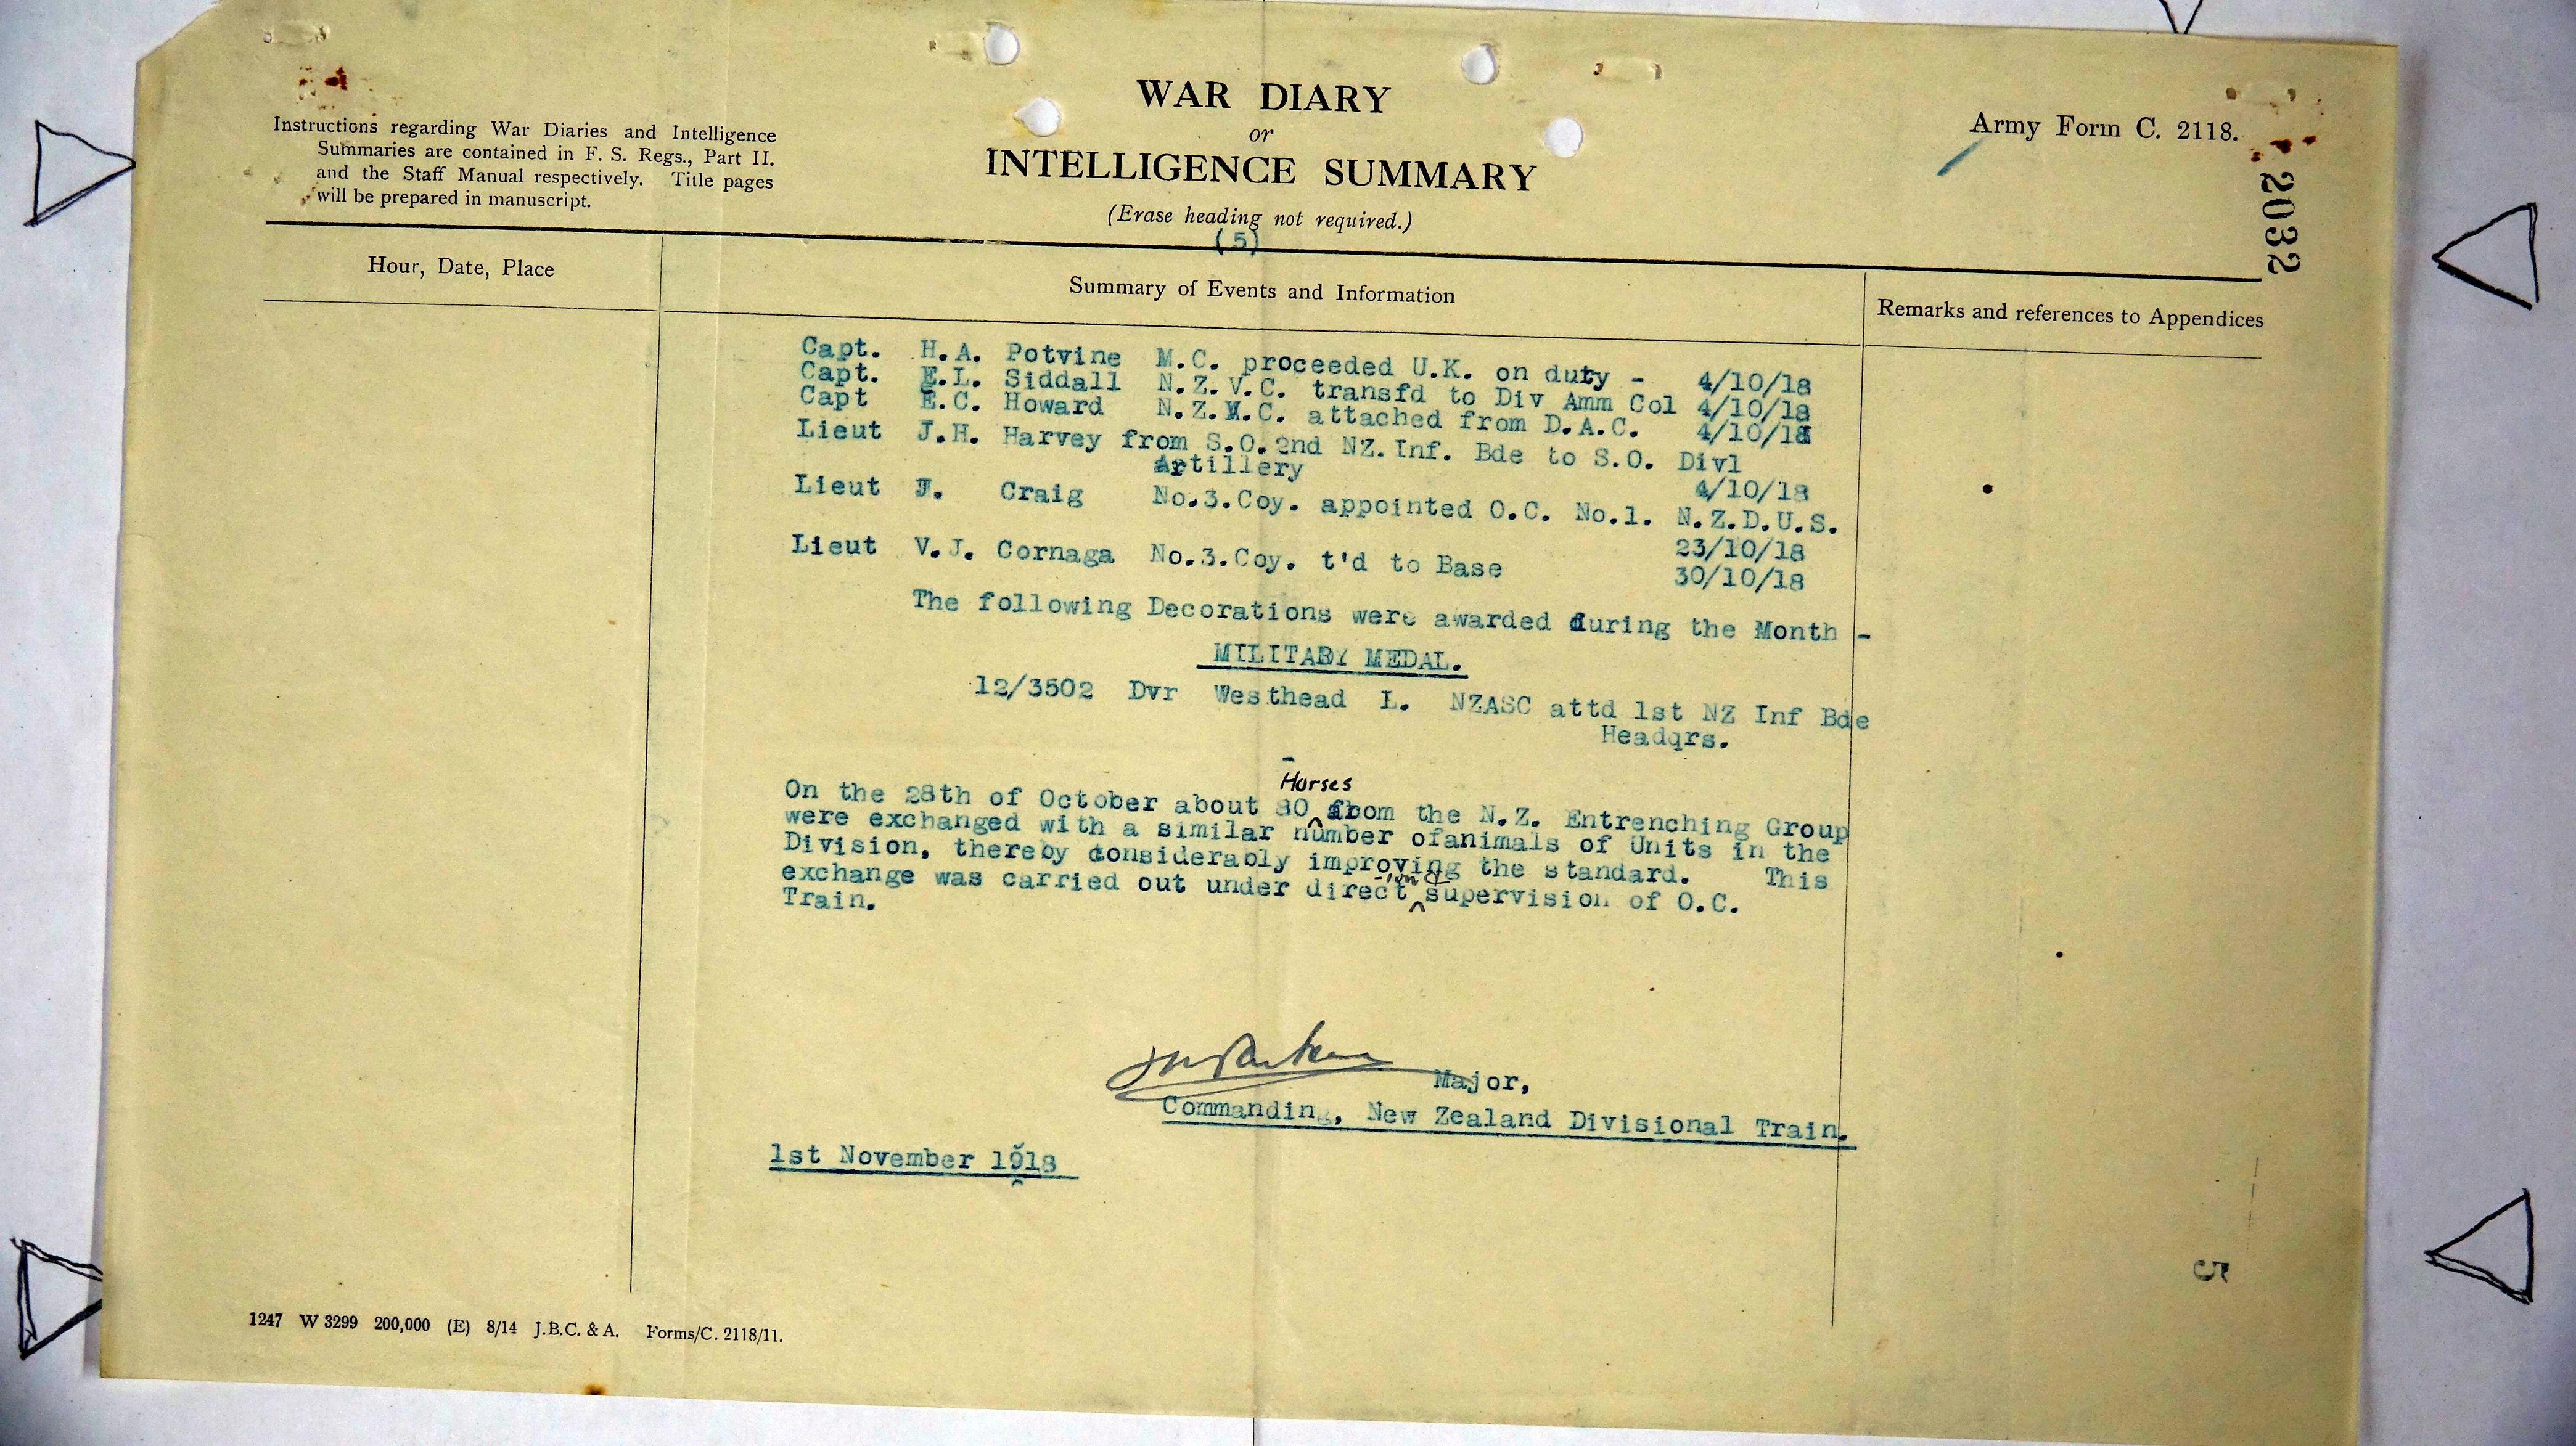 Instructions regarding War Diaries and Intelligence
Summaries are contained in F. S. Regs., Part II.
and the Staff Manual respectively. Title pages
will be prepared in manuscript.
WAR DIARY
or
INTELLIGENCE SUMMARY
(Erase heading not required.)
(5)
Army Form C. 2118.
2032
Hour, Date, Place
Summary of Events and Information
Remarks and references to Appendices
Capt. H.A. Potvine M.C. proceeded U.K. on duty - 4/10/18
Capt. E.L. Siddall N.Z.V.C. transfd to Div Amm Col 4/10/18
Capt E.C. Howard N.Z.V.C. attached from D.A.C. 4/10/18
Lieut J.H. Harvey from S.O. 2nd NZ. Inf. Bde to S.O. Divl
Artillery 4/10/18
Lieut J. Craig No.3.Coy. appointed O.C. No.1. N.Z.D.U.S.
23/10/18
Lieut V.J. Cornaga No.3.Coy. t'd to Base 30/10/18
The following Decorations were awarded during the Month -
MILITARY MEDAL.
12/3502 Dvr Westhead L. NZASC attd 1st NZ Inf Bde
Headqrs.
Horses
On the 28th of October about 30 from the N.Z. Entrenching Group
were exchanged with a similar number ofanimals of Units in the
Division, thereby considerably improving the standard. This
exchange was carried out under direct supervision of O.C.
Train.
Major,
Commanding, New Zealand Divisional Train.
1st November 1918
5
1247 W 3299 200,000 (E) 8/14 J.B.C. & A. Forms/C. 2118/11.